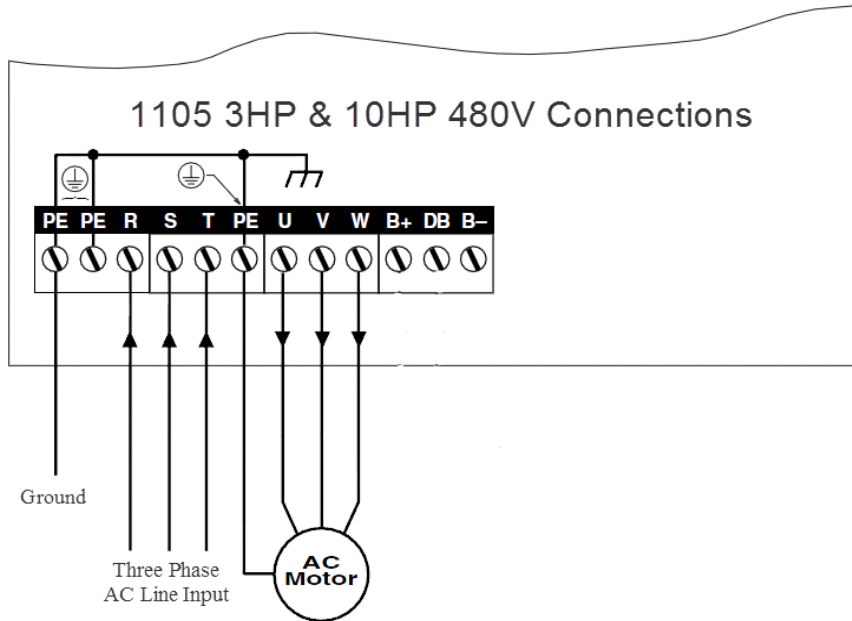 1105 3HP & 10HP 480V Connections
PE PE R S T PE U V W B+ DB B–
Ground
Three Phase
AC Line Input
AC
Motor